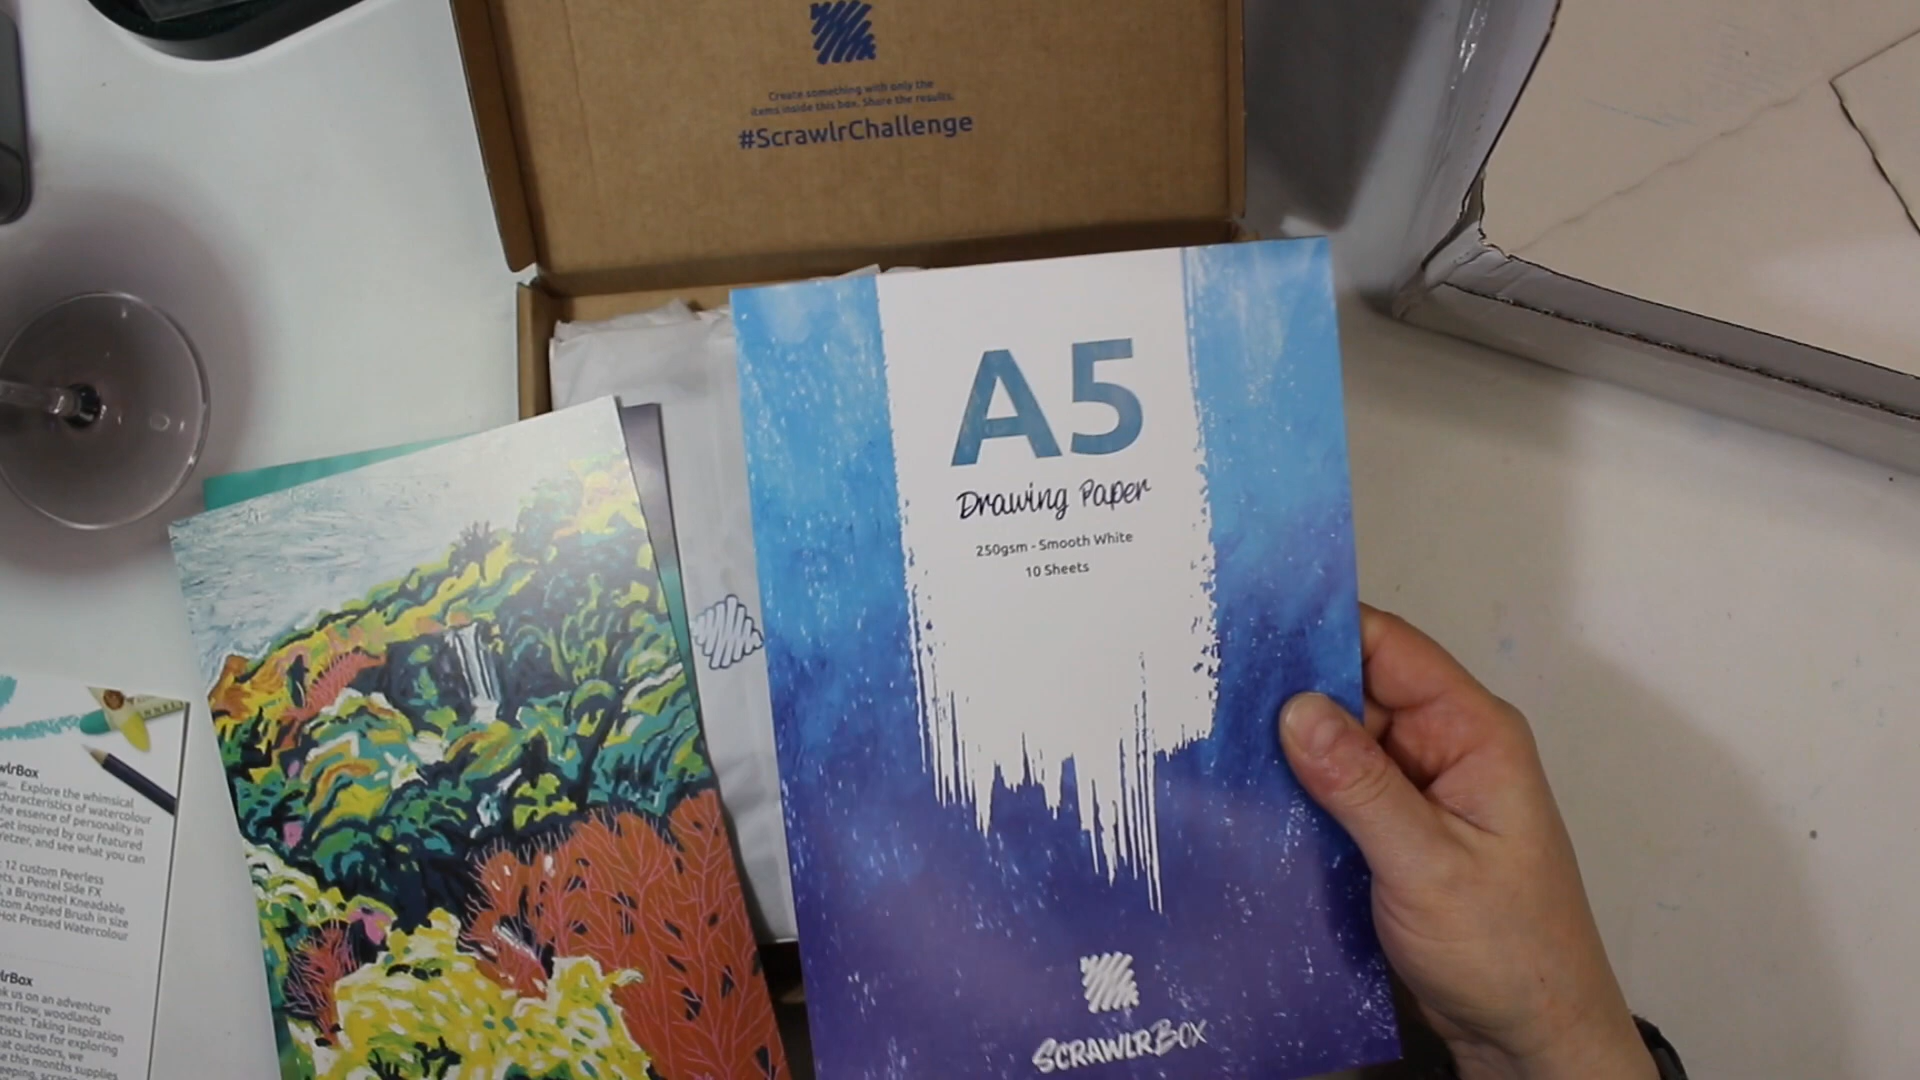 Create something with only the
items inside this box. Share the results.
#ScrawlrChallenge
A5
Drawing Paper
250gsm - Smooth White
10 Sheets
SCRAWLRBOX
Explore the whimsical
characteristics of watercolour
the essence of personality in
Get inspired by our featured
and see what you can
12 custom Peerless
a Pentel Side FX
a Bruynzeel Kneadable
Angled Brush in size
Hot Pressed Watercolour
us on an adventure
flow, woodlands
meet. Taking inspiration
artists love for exploring
outdoors, we
this months supplies